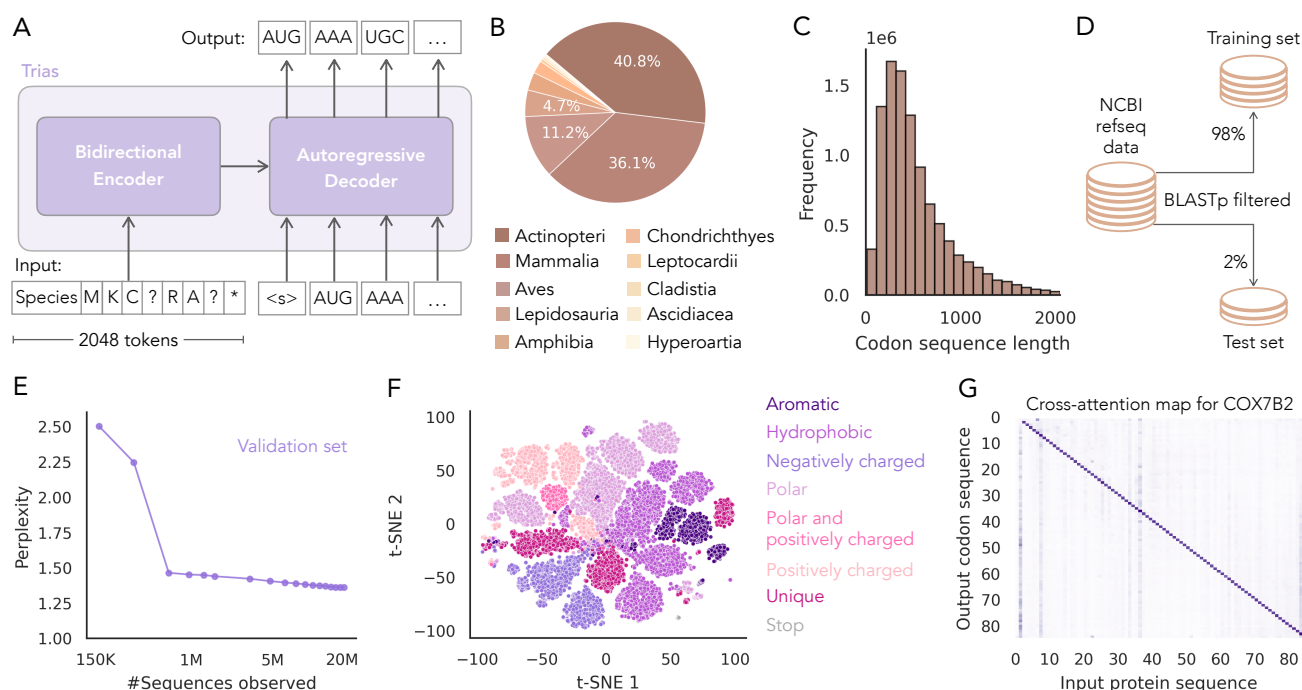 A
Output:
AUG AAA UGC ...
Trias
Bidirectional
Encoder
Autoregressive
Decoder
Input:
Species M K C ? R A ? *
<s> AUG AAA ...
2048 tokens
B
40.8%
36.1%
11.2%
4.7%
Actinopteri
Mammalia
Aves
Lepidosauria
Amphibia
Chondrichthyes
Leptocardii
Cladistia
Ascidiacea
Hyperoartia
C
1e6
Frequency
1.5
1.0
0.5
0.0
0 1000 2000
Codon sequence length
D
Training set
NCBI
refseq
data
98%
BLASTp filtered
2%
Test set
E
Perplexity
2.50
2.25
2.00
1.75
1.50
1.25
1.00
Validation set
150K 1M 5M 20M
#Sequences observed
F
t-SNE 2
100
50
0
−50
−100
−100 −50 0 50 100
t-SNE 1
Aromatic
Hydrophobic
Negatively charged
Polar
Polar and
positively charged
Positively charged
Unique
Stop
G
Cross-attention map for COX7B2
Output codon sequence
0
10
20
30
40
50
60
70
80
0 10 20 30 40 50 60 70 80
Input protein sequence